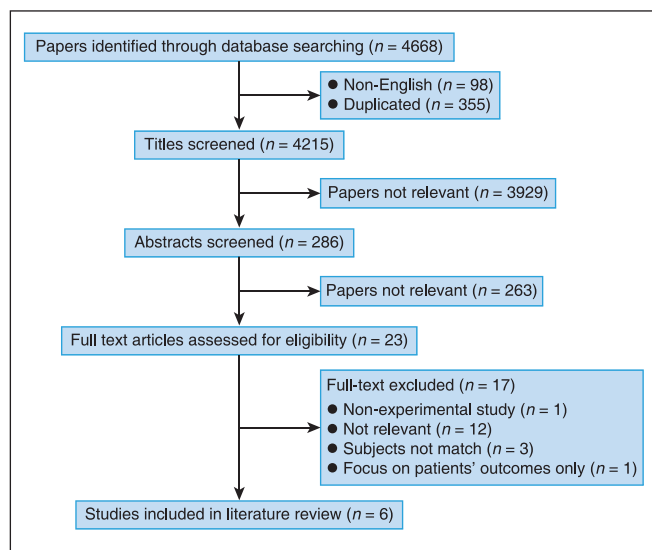 Papers identified through database searching (n = 4668)
● Non-English (n = 98)
● Duplicated (n = 355)
Titles screened (n = 4215)
Papers not relevant (n = 3929)
Abstracts screened (n = 286)
Papers not relevant (n = 263)
Full text articles assessed for eligibility (n = 23)
Full-text excluded (n = 17)
● Non-experimental study (n = 1)
● Not relevant (n = 12)
● Subjects not match (n = 3)
● Focus on patients' outcomes only (n = 1)
Studies included in literature review (n = 6)